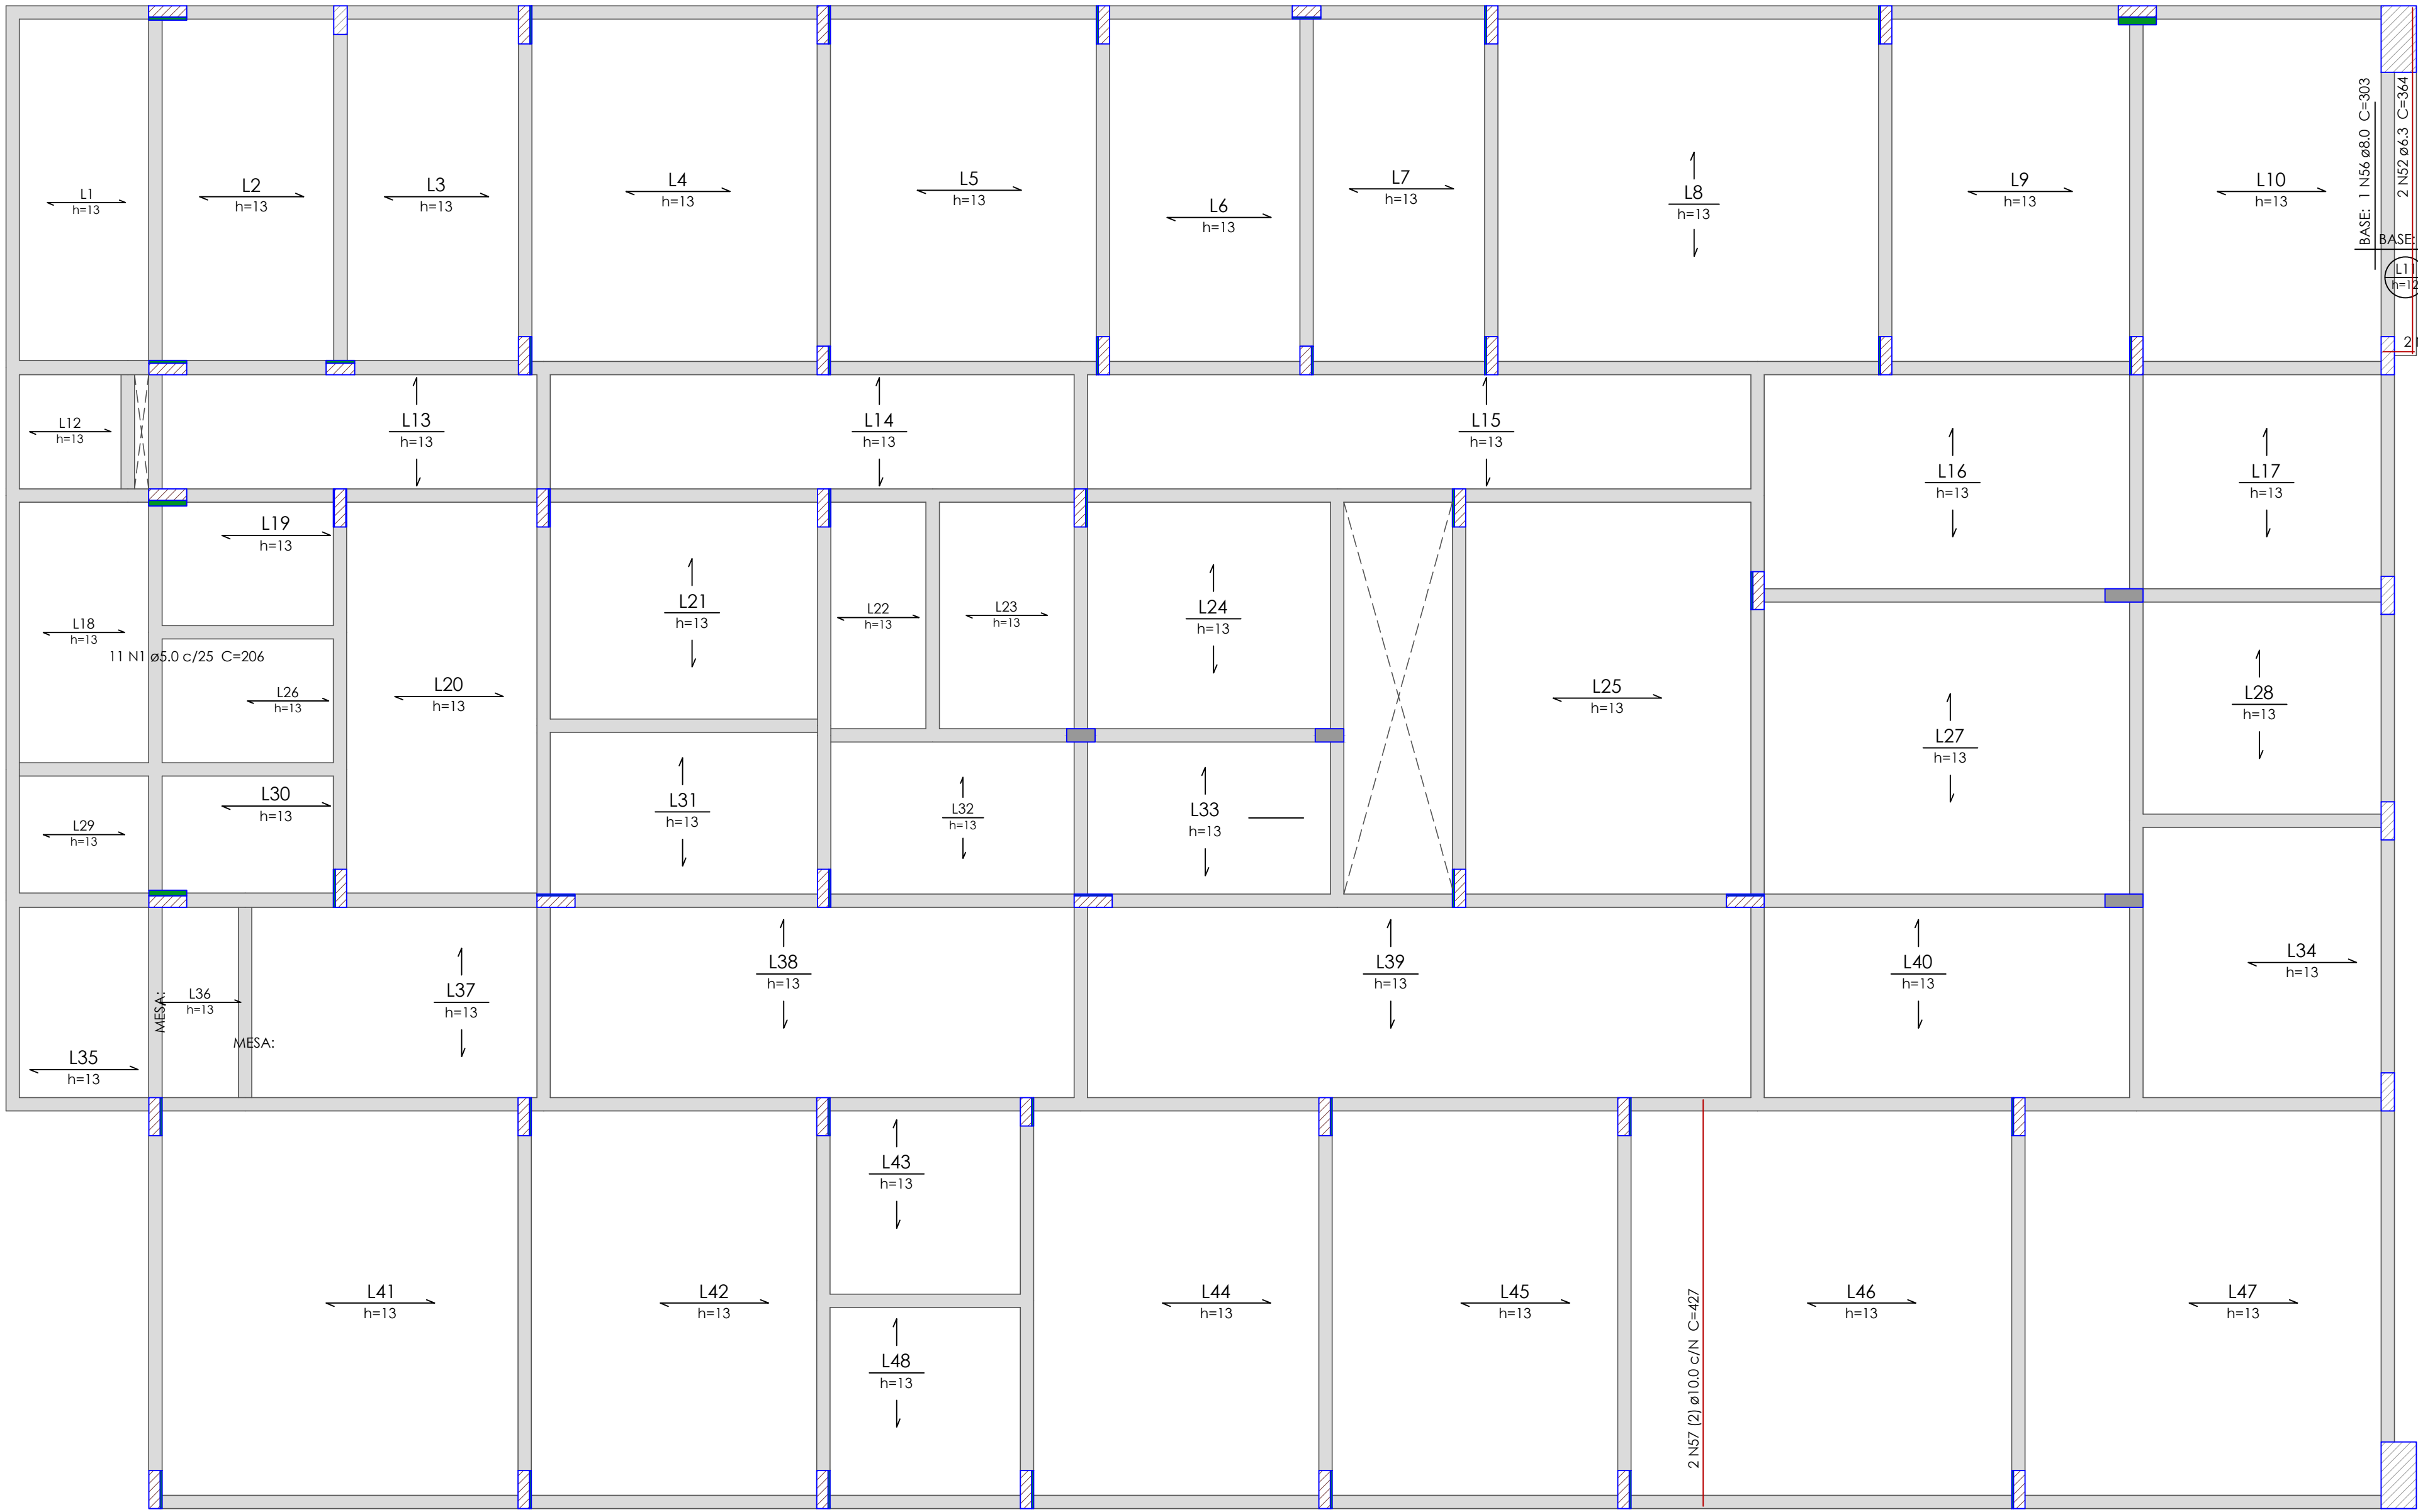 L1
h=13
L2
h=13
L3
h=13
L4
h=13
L5
h=13
L6
h=13
L7
h=13
L8
h=13
L9
h=13
L10
h=13
BASE: 1 N56 ø8.0 C=303
2 N52 ø6.3 C=364
BASE:
L11
h=12
2
L12
h=13
L13
h=13
L14
h=13
L15
h=13
L16
h=13
L17
h=13
L18
h=13
11 N1 ø5.0 c/25 C=206
L19
h=13
L20
h=13
L21
h=13
L22
h=13
L23
h=13
L24
h=13
L25
h=13
L26
h=13
L27
h=13
L28
h=13
L29
h=13
L30
h=13
L31
h=13
L32
h=13
L33
h=13
L34
h=13
L35
h=13
MESA:
L36
h=13
MESA:
L37
h=13
L38
h=13
L39
h=13
L40
h=13
L41
h=13
L42
h=13
L43
h=13
L44
h=13
L45
h=13
2 N57 (2) ø10.0 c/N C=427
L46
h=13
L47
h=13
L48
h=13